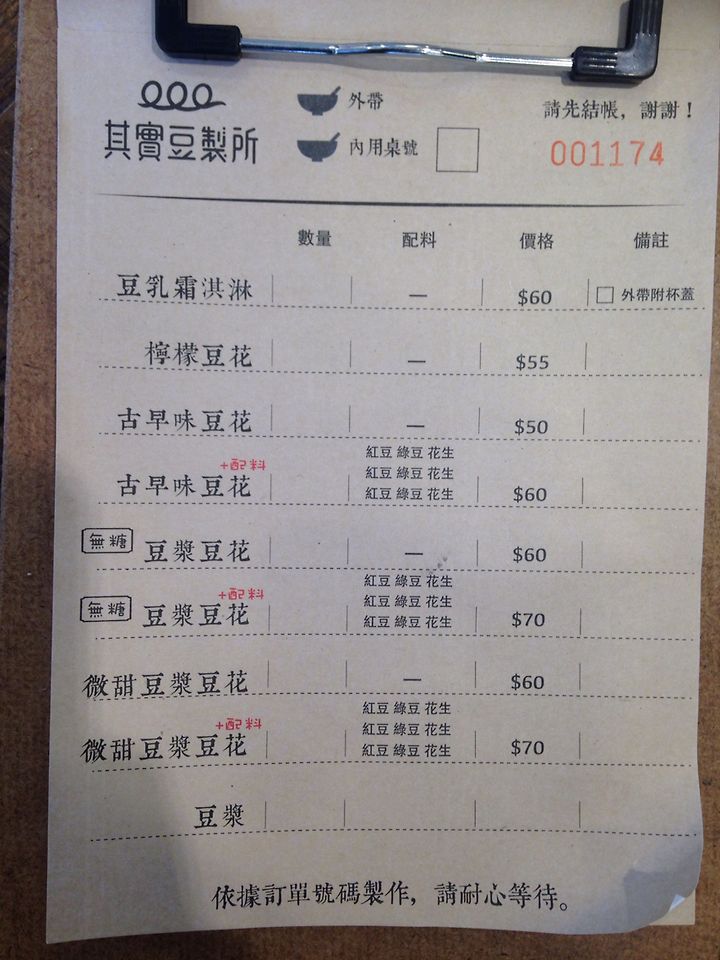 外帶
請先結帳，謝謝！
其實豆製所
內用桌號
001174
數量 配料 價格 備註
豆乳霜淇淋 — $60 外帶附杯蓋
檸檬豆花 — $55
古早味豆花 — $50
紅豆 綠豆 花生
+配料 紅豆 綠豆 花生
古早味豆花 紅豆 綠豆 花生 $60
無糖 豆漿豆花 — $60
紅豆 綠豆 花生
+配料 紅豆 綠豆 花生
無糖 豆漿豆花 紅豆 綠豆 花生 $70
微甜豆漿豆花 — $60
紅豆 綠豆 花生
+配料 紅豆 綠豆 花生
微甜豆漿豆花 紅豆 綠豆 花生 $70
豆漿
依據訂單號碼製作，請耐心等待。